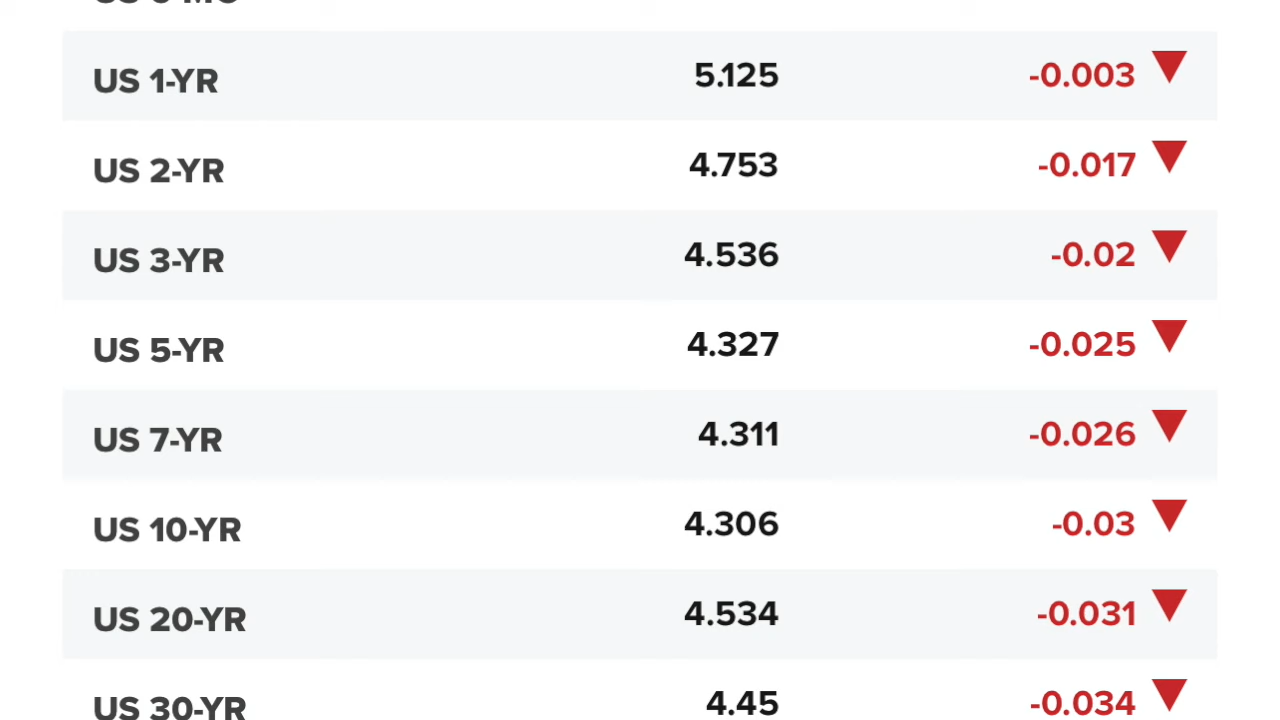 US 1-YR 5.125 -0.003
US 2-YR 4.753 -0.017
US 3-YR 4.536 -0.02
US 5-YR 4.327 -0.025
US 7-YR 4.311 -0.026
US 10-YR 4.306 -0.03
US 20-YR 4.534 -0.031
US 30-YR 4.45 -0.034